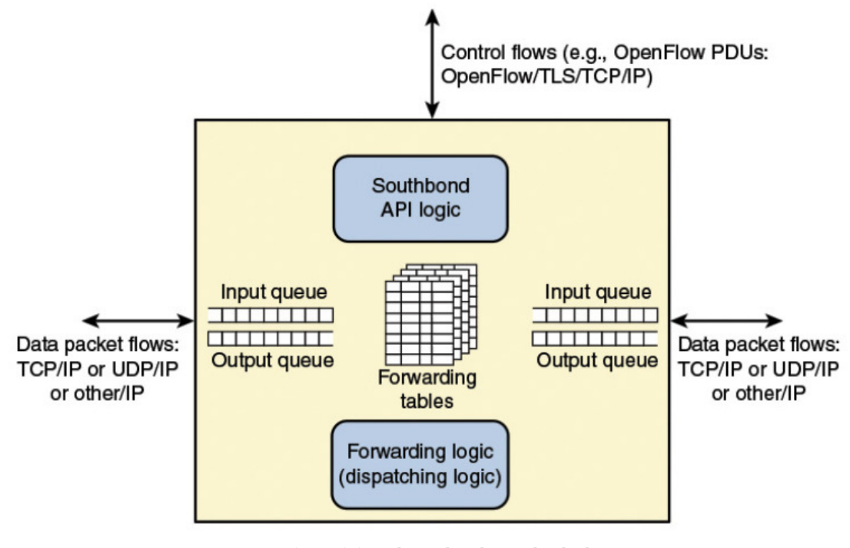 Control flows (e.g., OpenFlow PDUs:
OpenFlow/TLS/TCP/IP)
Southbond
API logic
Input queue
Output queue
Input queue
Output queue
Data packet flows:
TCP/IP or UDP/IP
or other/IP
Forwarding
tables
Data packet flows:
TCP/IP or UDP/IP
or other/IP
Forwarding logic
(dispatching logic)